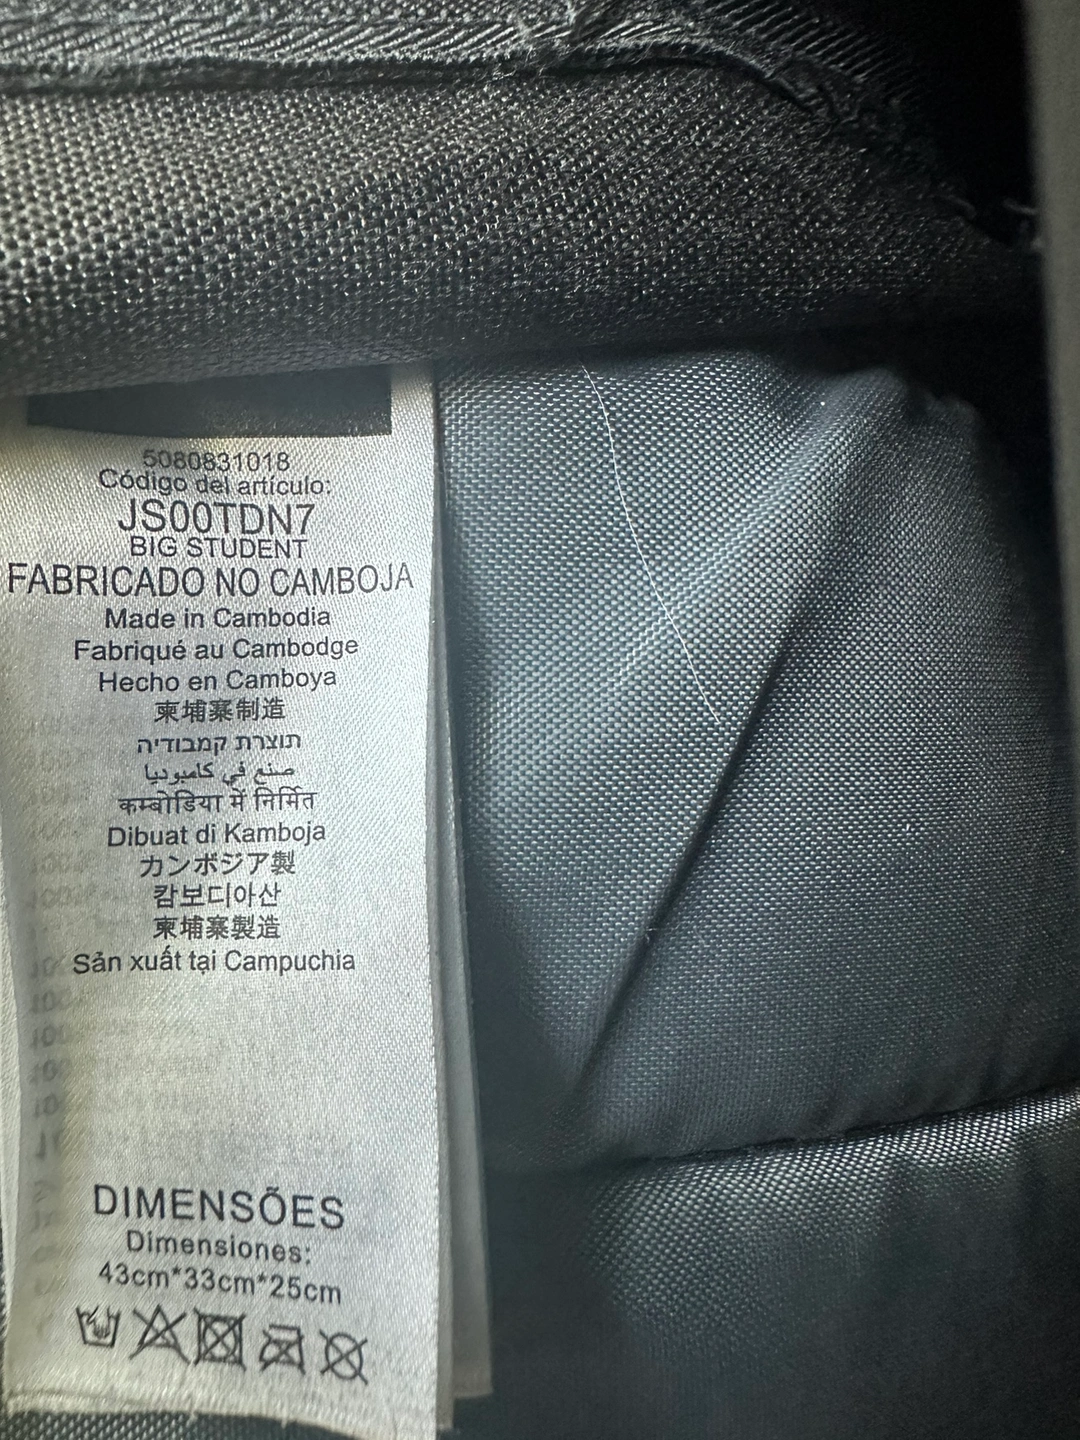 5080831018
Código del artículo:
JS00TDN7
BIG STUDENT
FABRICADO NO CAMBOJA
Made in Cambodia
Fabriqué au Cambodge
Hecho en Camboya
柬埔寨制造
תוצרת קמבודיה
صنع في كامبوديا
कम्बोडिया में निर्मित
Dibuat di Kamboja
カンボジア製
캄보디아산
柬埔寨製造
Sản xuất tại Campuchia
DIMENSÕES
Dimensiones:
43cm*33cm*25cm